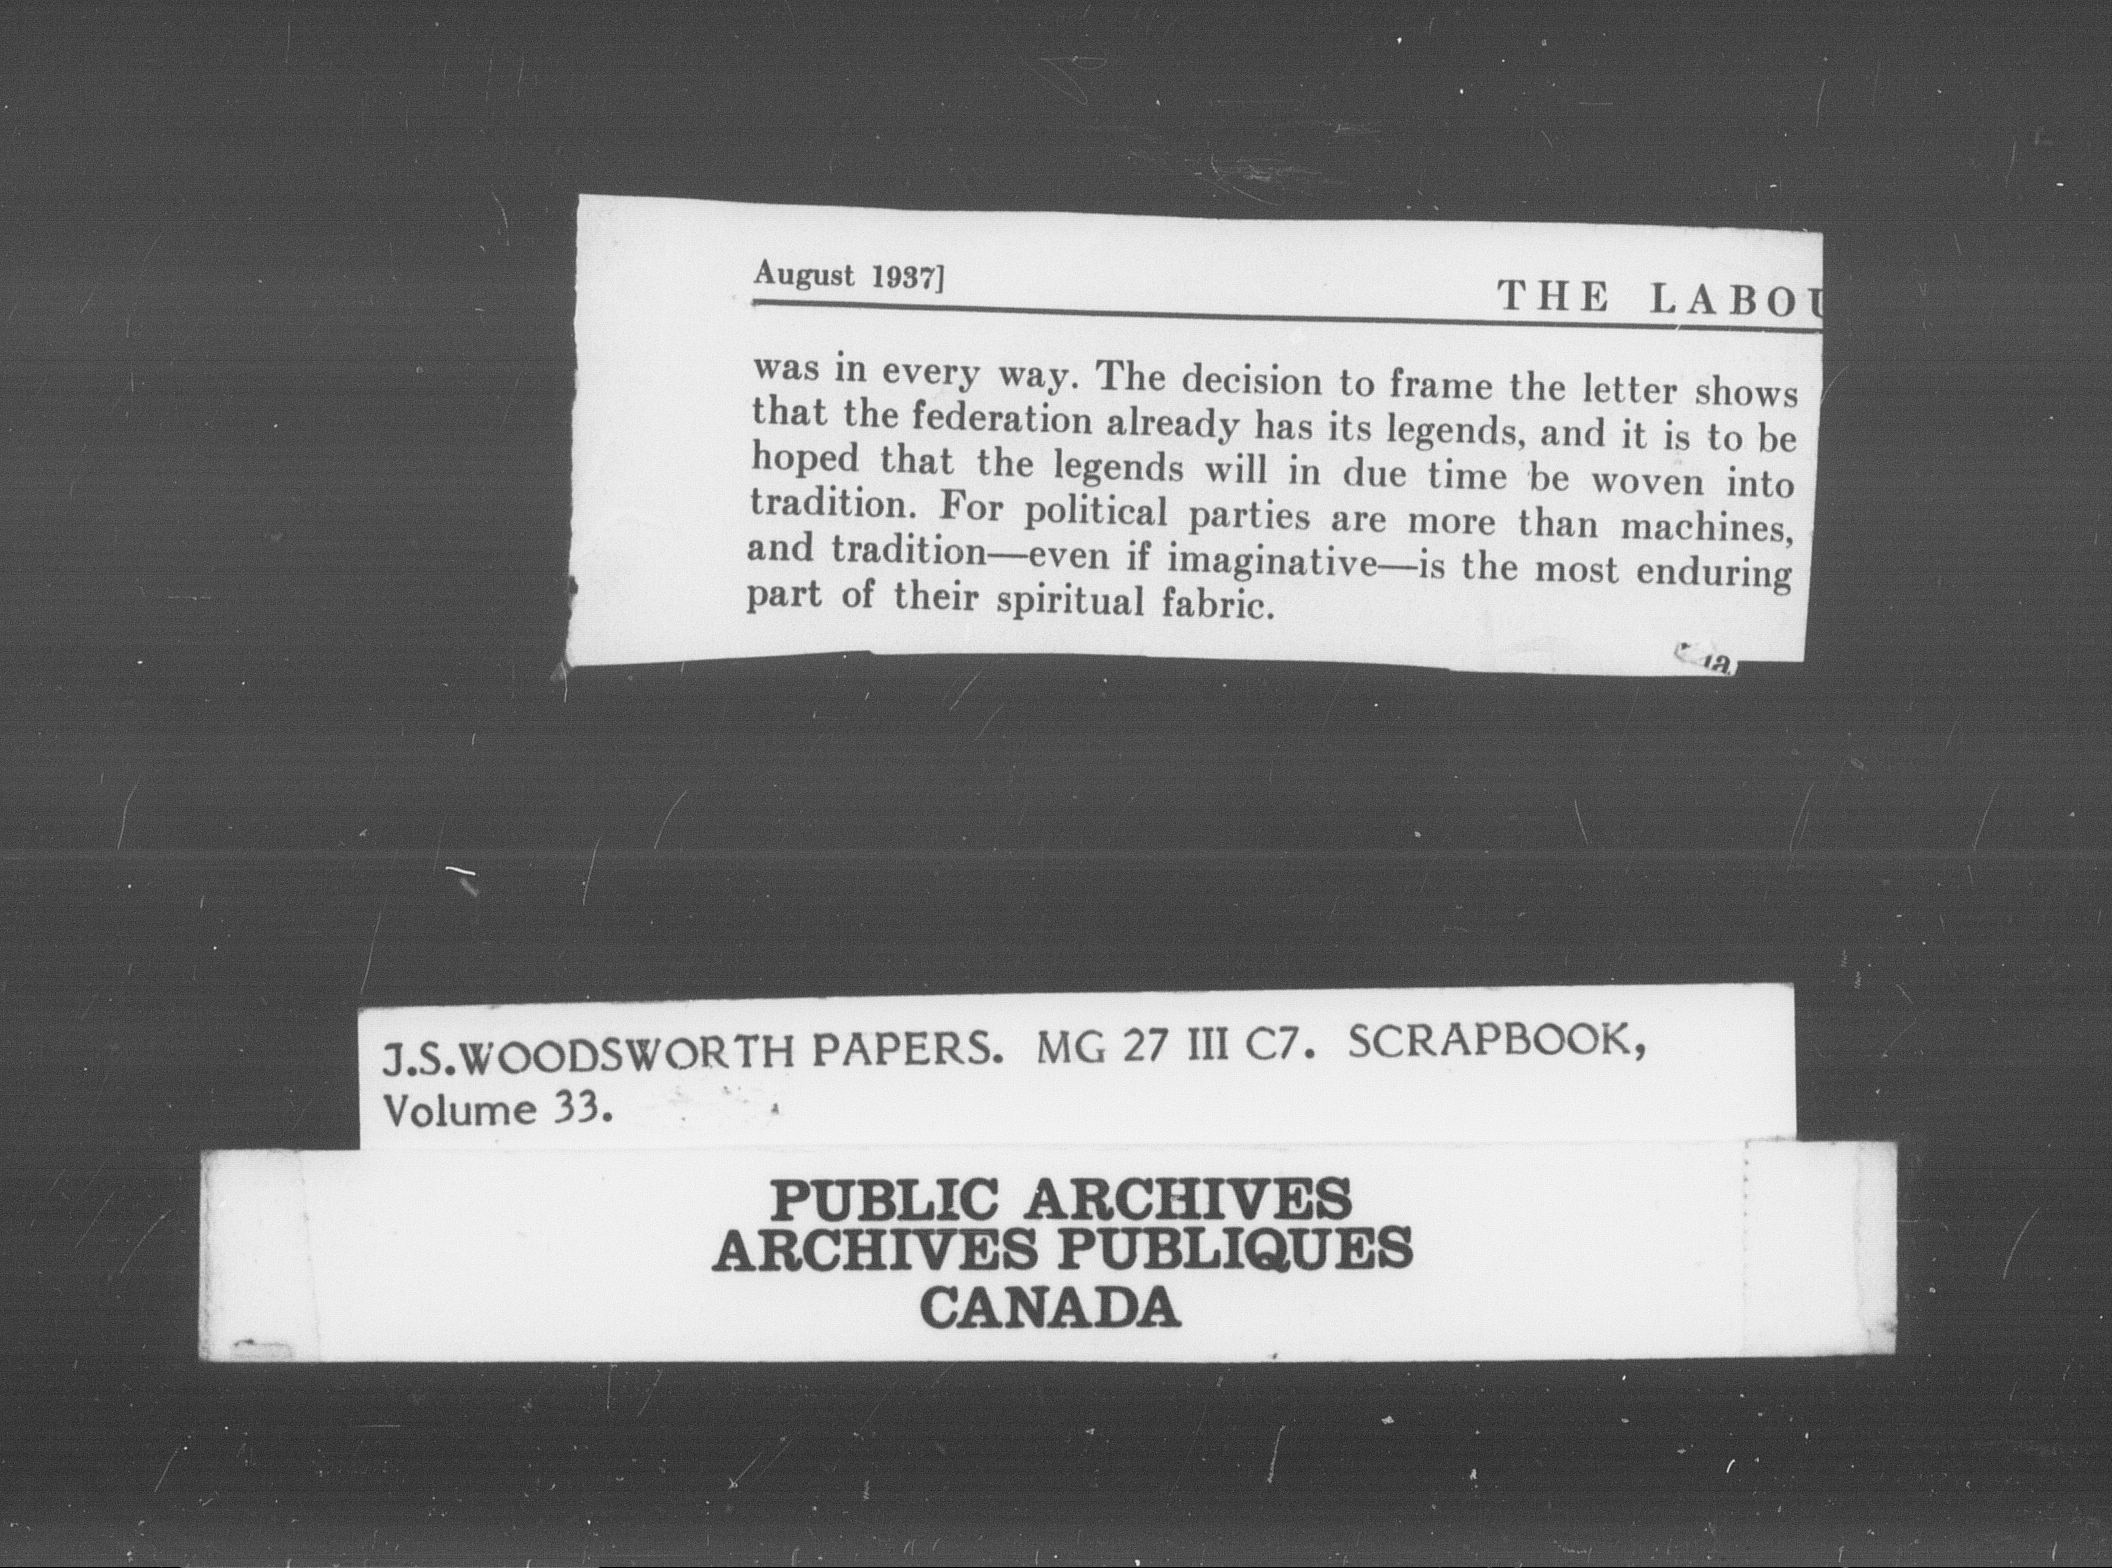 August 1937]
THE LABOU
was in every way. The decision to frame the letter shows
that the federation already has its legends, and it is to be
hoped that the legends will in due time be woven into
tradition. For political parties are more than machines,
and tradition—even if imaginative—is the most enduring
part of their spiritual fabric.
J.S.WOODSWORTH PAPERS. MG 27 III C7. SCRAPBOOK,
Volume 33.
PUBLIC ARCHIVES
ARCHIVES PUBLIQUES
CANADA